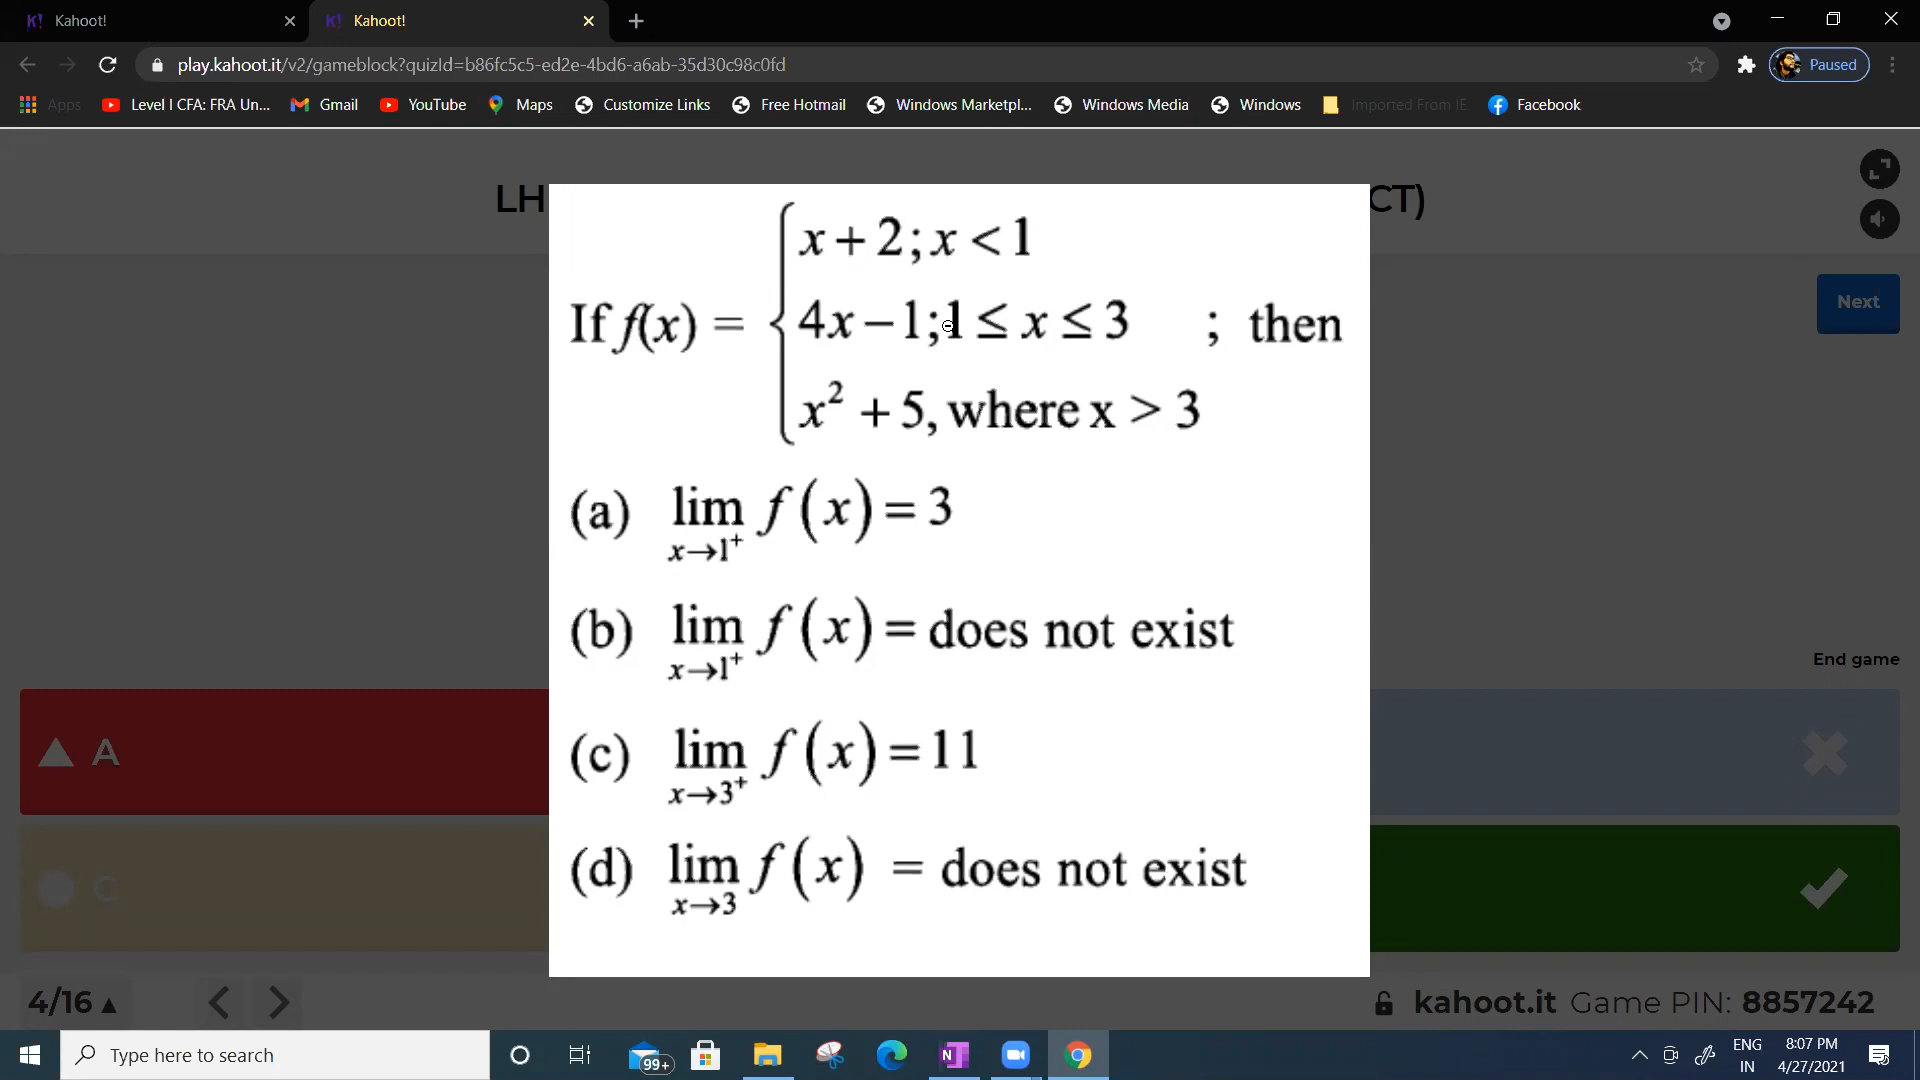 Kahoot!
Kahoot!
play.kahoot.it/v2/gameblock?quizId=b86fc5c5-ed2e-4bd6-a6ab-35d30c98c0fd
Paused
Apps Level I CFA: FRA Un... Gmail YouTube Maps Customize Links Free Hotmail Windows Marketpl... Windows Media Windows Imported From IE Facebook
LH CT)
Next
x + 2 ; x < 1
If f(x) = 4x − 1; 1 ≤ x ≤ 3 ; then
x² + 5, where x > 3
(a) lim x→1⁺ f(x) = 3
(b) lim x→1⁺ f(x) = does not exist
(c) lim x→3⁺ f(x) = 11
(d) lim x→3 f(x) = does not exist
End game
A
C
4/16
kahoot.it Game PIN: 8857242
Type here to search
99+
N
ENG
IN
8:07 PM
4/27/2021